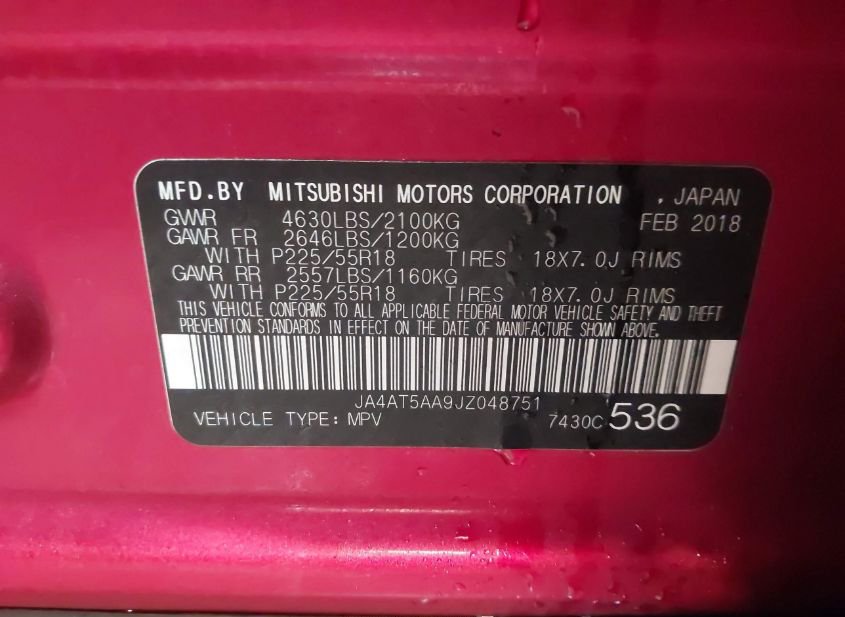 MFD.BY MITSUBISHI MOTORS CORPORATION . JAPAN
GVWR 4630LBS/2100KG FEB 2018
GAWR FR 2646LBS/1200KG
WITH P225/55R18 TIRES 18X7.0J RIMS
GAWR RR 2557LBS/1160KG
WITH P225/55R18 TIRES 18X7.0J RIMS
THIS VEHICLE CONFORMS TO ALL APPLICABLE FEDERAL MOTOR VEHICLE SAFETY AND THEFT
PREVENTION STANDARDS IN EFFECT ON THE DATE OF MANUFACTURE SHOWN ABOVE.
JA4AT5AA9JZ048751
VEHICLE TYPE: MPV 7430C 536